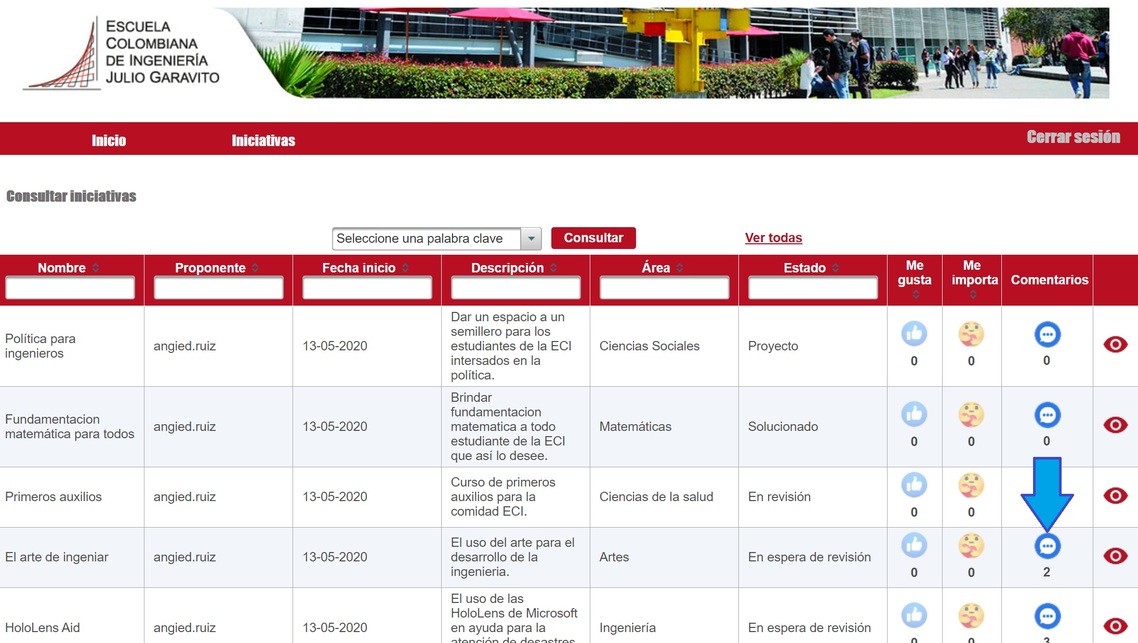 ESCUELA
COLOMBIANA
DE INGENIERÍA
JULIO GARAVITO
Inicio
Iniciativas
Cerrar sesión
Consultar iniciativas
Seleccione una palabra clave
Consultar
Ver todas
Nombre
Proponente
Fecha inicio
Descripción
Área
Estado
Me
gusta
Me
importa
Comentarios
Política para
ingenieros
angied.ruiz
13-05-2020
Dar un espacio a un
semillero para los
estudiantes de la ECI
intersados en la
política.
Ciencias Sociales
Proyecto
0
0
0
Fundamentacion
matemática para todos
angied.ruiz
13-05-2020
Brindar
fundamentacion
matematica a todo
estudiante de la ECI
que así lo desee.
Matemáticas
Solucionado
0
0
0
Primeros auxilios
angied.ruiz
13-05-2020
Curso de primeros
auxilios para la
comidad ECI.
Ciencias de la salud
En revisión
0
0
El arte de ingeniar
angied.ruiz
13-05-2020
El uso del arte para el
desarrollo de la
ingenieria.
Artes
En espera de revisión
0
0
2
HoloLens Aid
angied.ruiz
13-05-2020
El uso de las
HoloLens de Microsoft
en ayuda para la
atención de desastres
Ingeniería
En espera de revisión
0
0
3